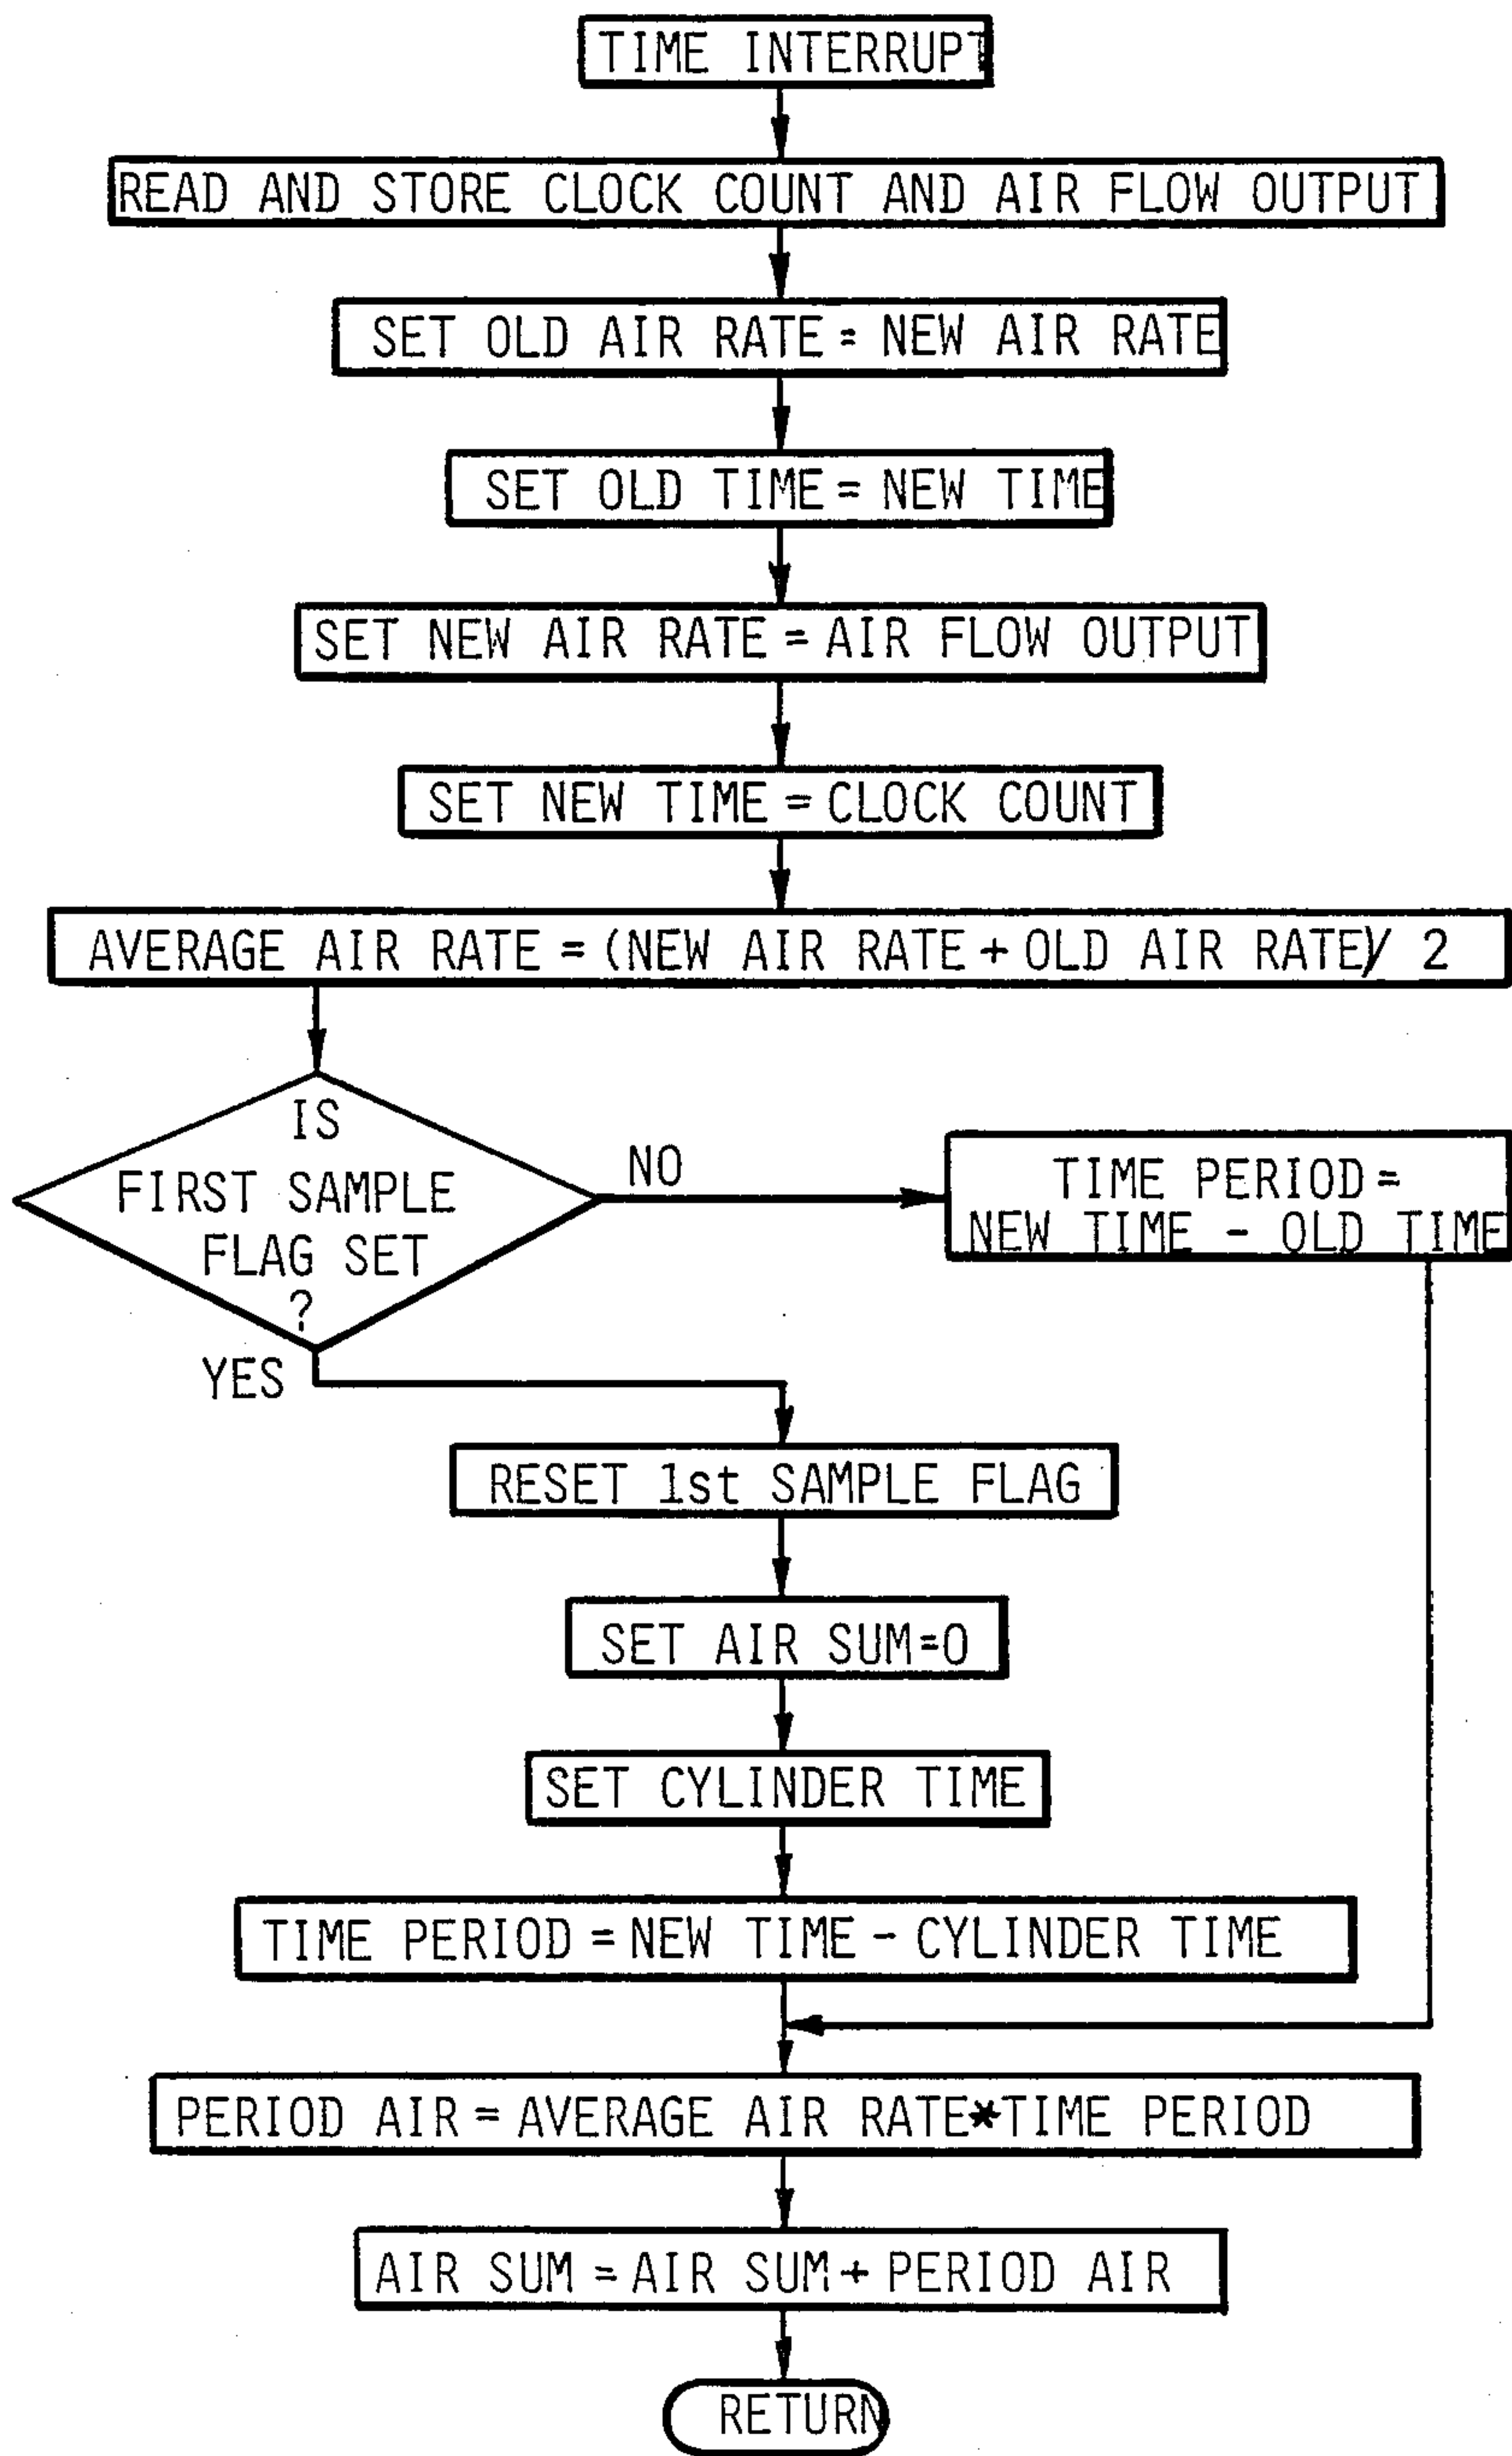 TIME INTERRUPT
READ AND STORE CLOCK COUNT AND AIR FLOW OUTPUT
SET OLD AIR RATE = NEW AIR RATE
SET OLD TIME = NEW TIME
SET NEW AIR RATE = AIR FLOW OUTPUT
SET NEW TIME = CLOCK COUNT
AVERAGE AIR RATE = (NEW AIR RATE + OLD AIR RATE)/ 2
IS
FIRST SAMPLE
FLAG SET
?
NO
TIME PERIOD =
NEW TIME - OLD TIME
YES
RESET 1st SAMPLE FLAG
SET AIR SUM=0
SET CYLINDER TIME
TIME PERIOD = NEW TIME - CYLINDER TIME
PERIOD AIR = AVERAGE AIR RATE*TIME PERIOD
AIR SUM = AIR SUM + PERIOD AIR
RETURN